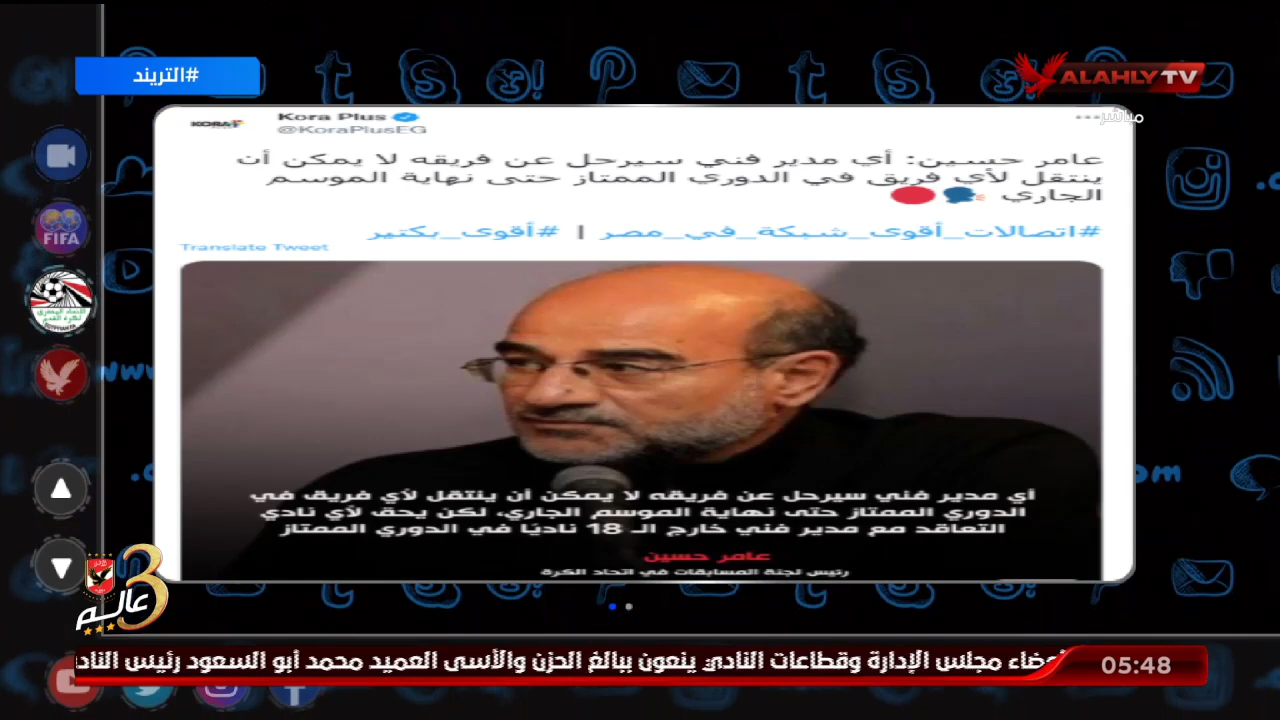 #التريند
ALAHLY TV
مباشر
KORA+
Kora Plus
@KoraPlusEG
عامر حسين: أي مدير فني سيرحل عن فريقه لا يمكن أن
ينتقل لأي فريق في الدوري الممتاز حتى نهاية الموسم
الجاري
#اتصالات_أقوى_شبكة_في_مصر | #أقوى_بكتير
Translate Tweet
FIFA
أي مدير فني سيرحل عن فريقه لا يمكن أن ينتقل لأي فريق في
الدوري الممتاز حتى نهاية الموسم الجاري، لكن يحق لأي نادي
التعاقد مع مدير فني خارج الـ 18 ناديًا في الدوري الممتاز
عامر حسين
رئيس لجنة المسابقات في اتحاد الكرة
3 عالم
أعضاء مجلس الإدارة وقطاعات النادي ينعون ببالغ الحزن والأسى العميد محمد أبو السعود رئيس الناد
05:48